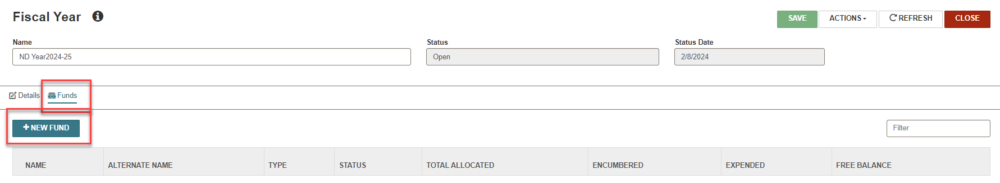 Fiscal Year
SAVE ACTIONS REFRESH CLOSE
Name Status Status Date
ND Year2024-25 Open 2/8/2024
Details Funds
+ NEW FUND Filter
NAME ALTERNATE NAME TYPE STATUS TOTAL ALLOCATED ENCUMBERED EXPENDED FREE BALANCE